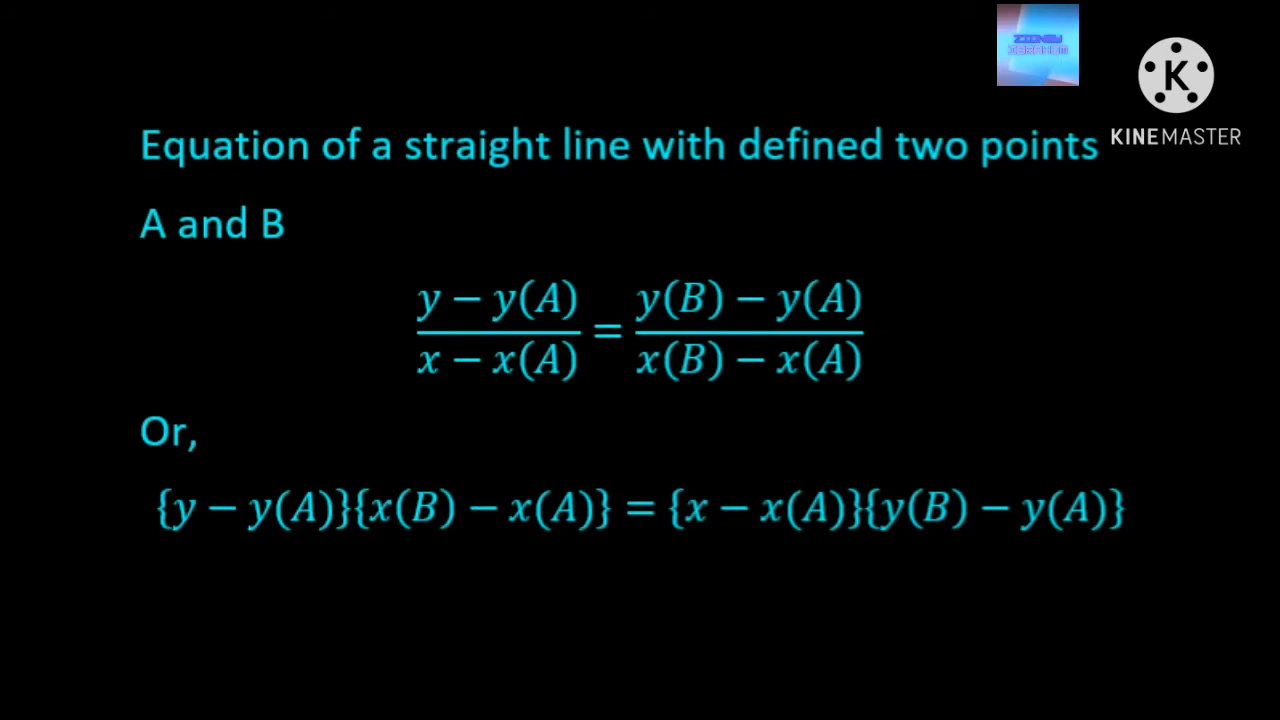 KINEMASTER
Equation of a straight line with defined two points
A and B
y − y(A) / x − x(A) = y(B) − y(A) / x(B) − x(A)
Or,
{y − y(A)}{x(B) − x(A)} = {x − x(A)}{y(B) − y(A)}